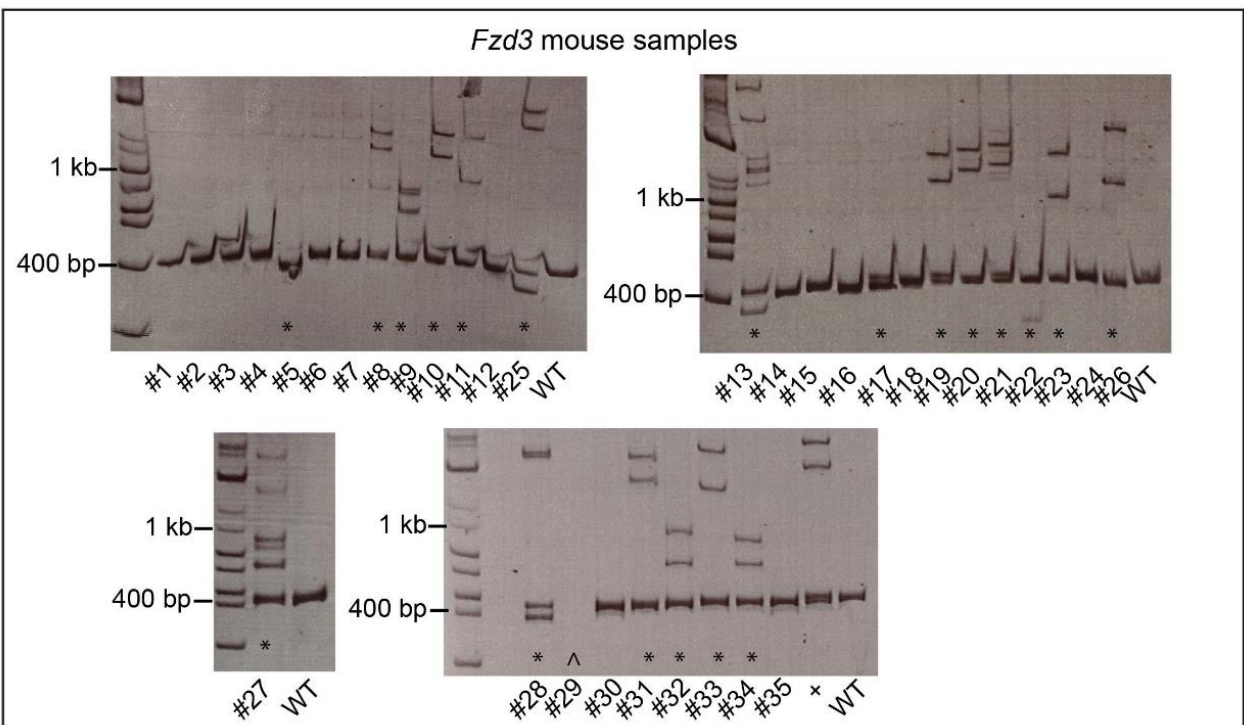 Fzd3 mouse samples
1 kb
400 bp
* * * * * *
#1 #2 #3 #4 #5 #6 #7 #8 #9 #10 #11 #12 #25 WT
1 kb
400 bp
* * * * * * * *
#13 #14 #15 #16 #17 #18 #19 #20 #21 #22 #23 #24 #26 WT
1 kb
400 bp
*
#27 WT
1 kb
400 bp
* ^ * * * *
#28 #29 #30 #31 #32 #33 #34 #35 + WT